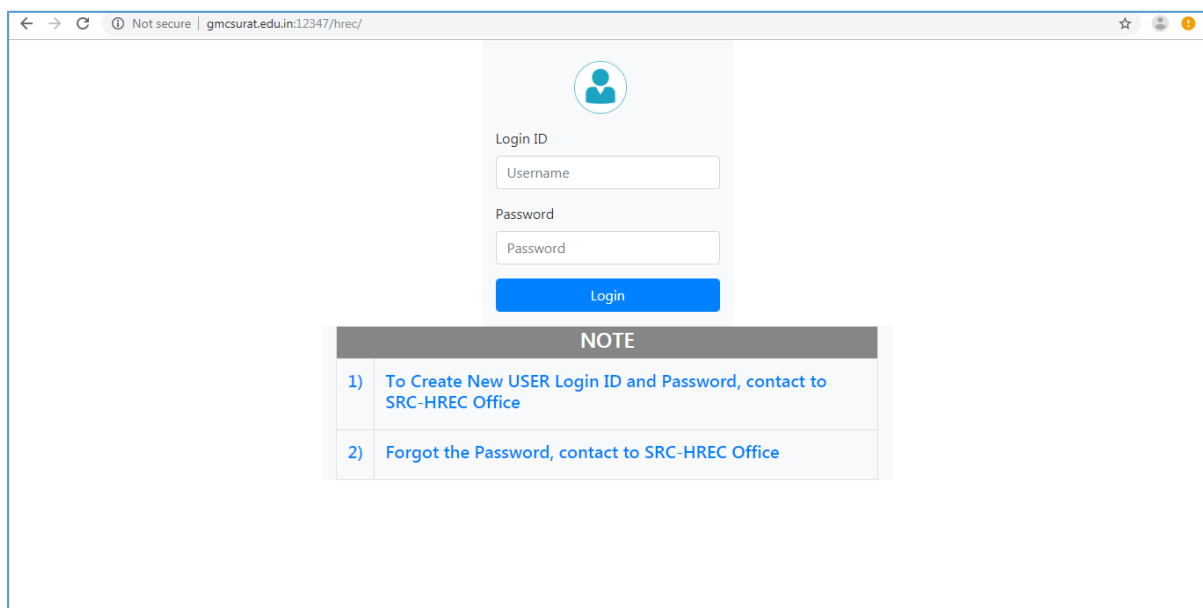 Not secure | gmcsurat.edu.in:12347/hrec/
Login ID
Username
Password
Password
Login
NOTE
1) To Create New USER Login ID and Password, contact to
SRC-HREC Office
2) Forgot the Password, contact to SRC-HREC Office